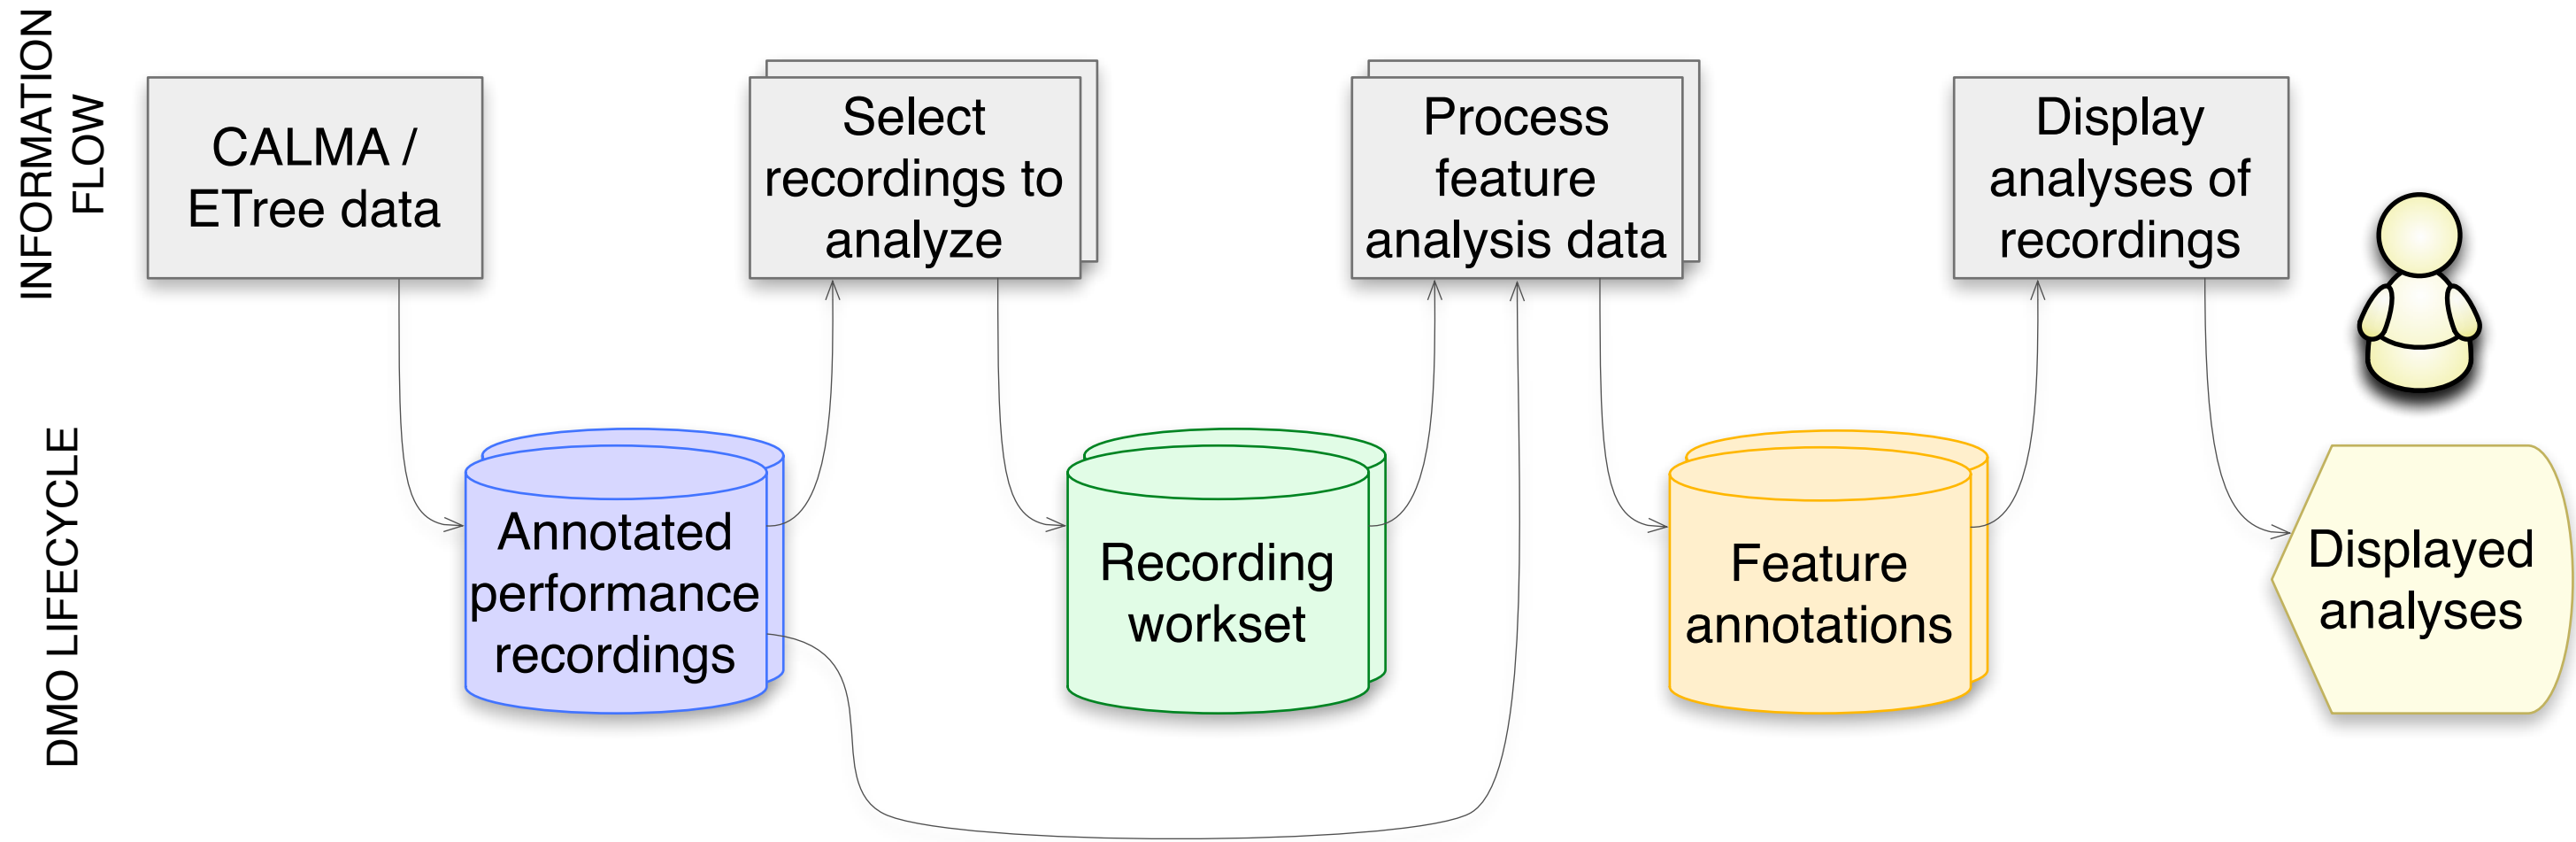 INFORMATION
FLOW
CALMA /
ETree data
Select
recordings to
analyze
Process
feature
analysis data
Display
analyses of
recordings
DMO LIFECYCLE
Annotated
performance
recordings
Recording
workset
Feature
annotations
Displayed
analyses